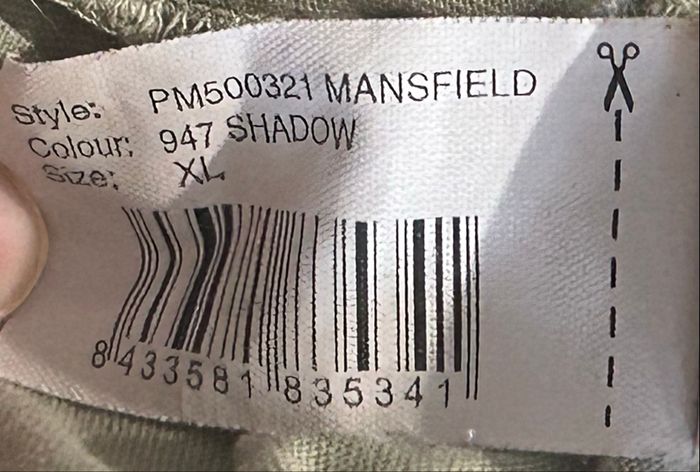 Style: PM500321 MANSFIELD
Colour: 947 SHADOW
Size: XL
8 433581 835341